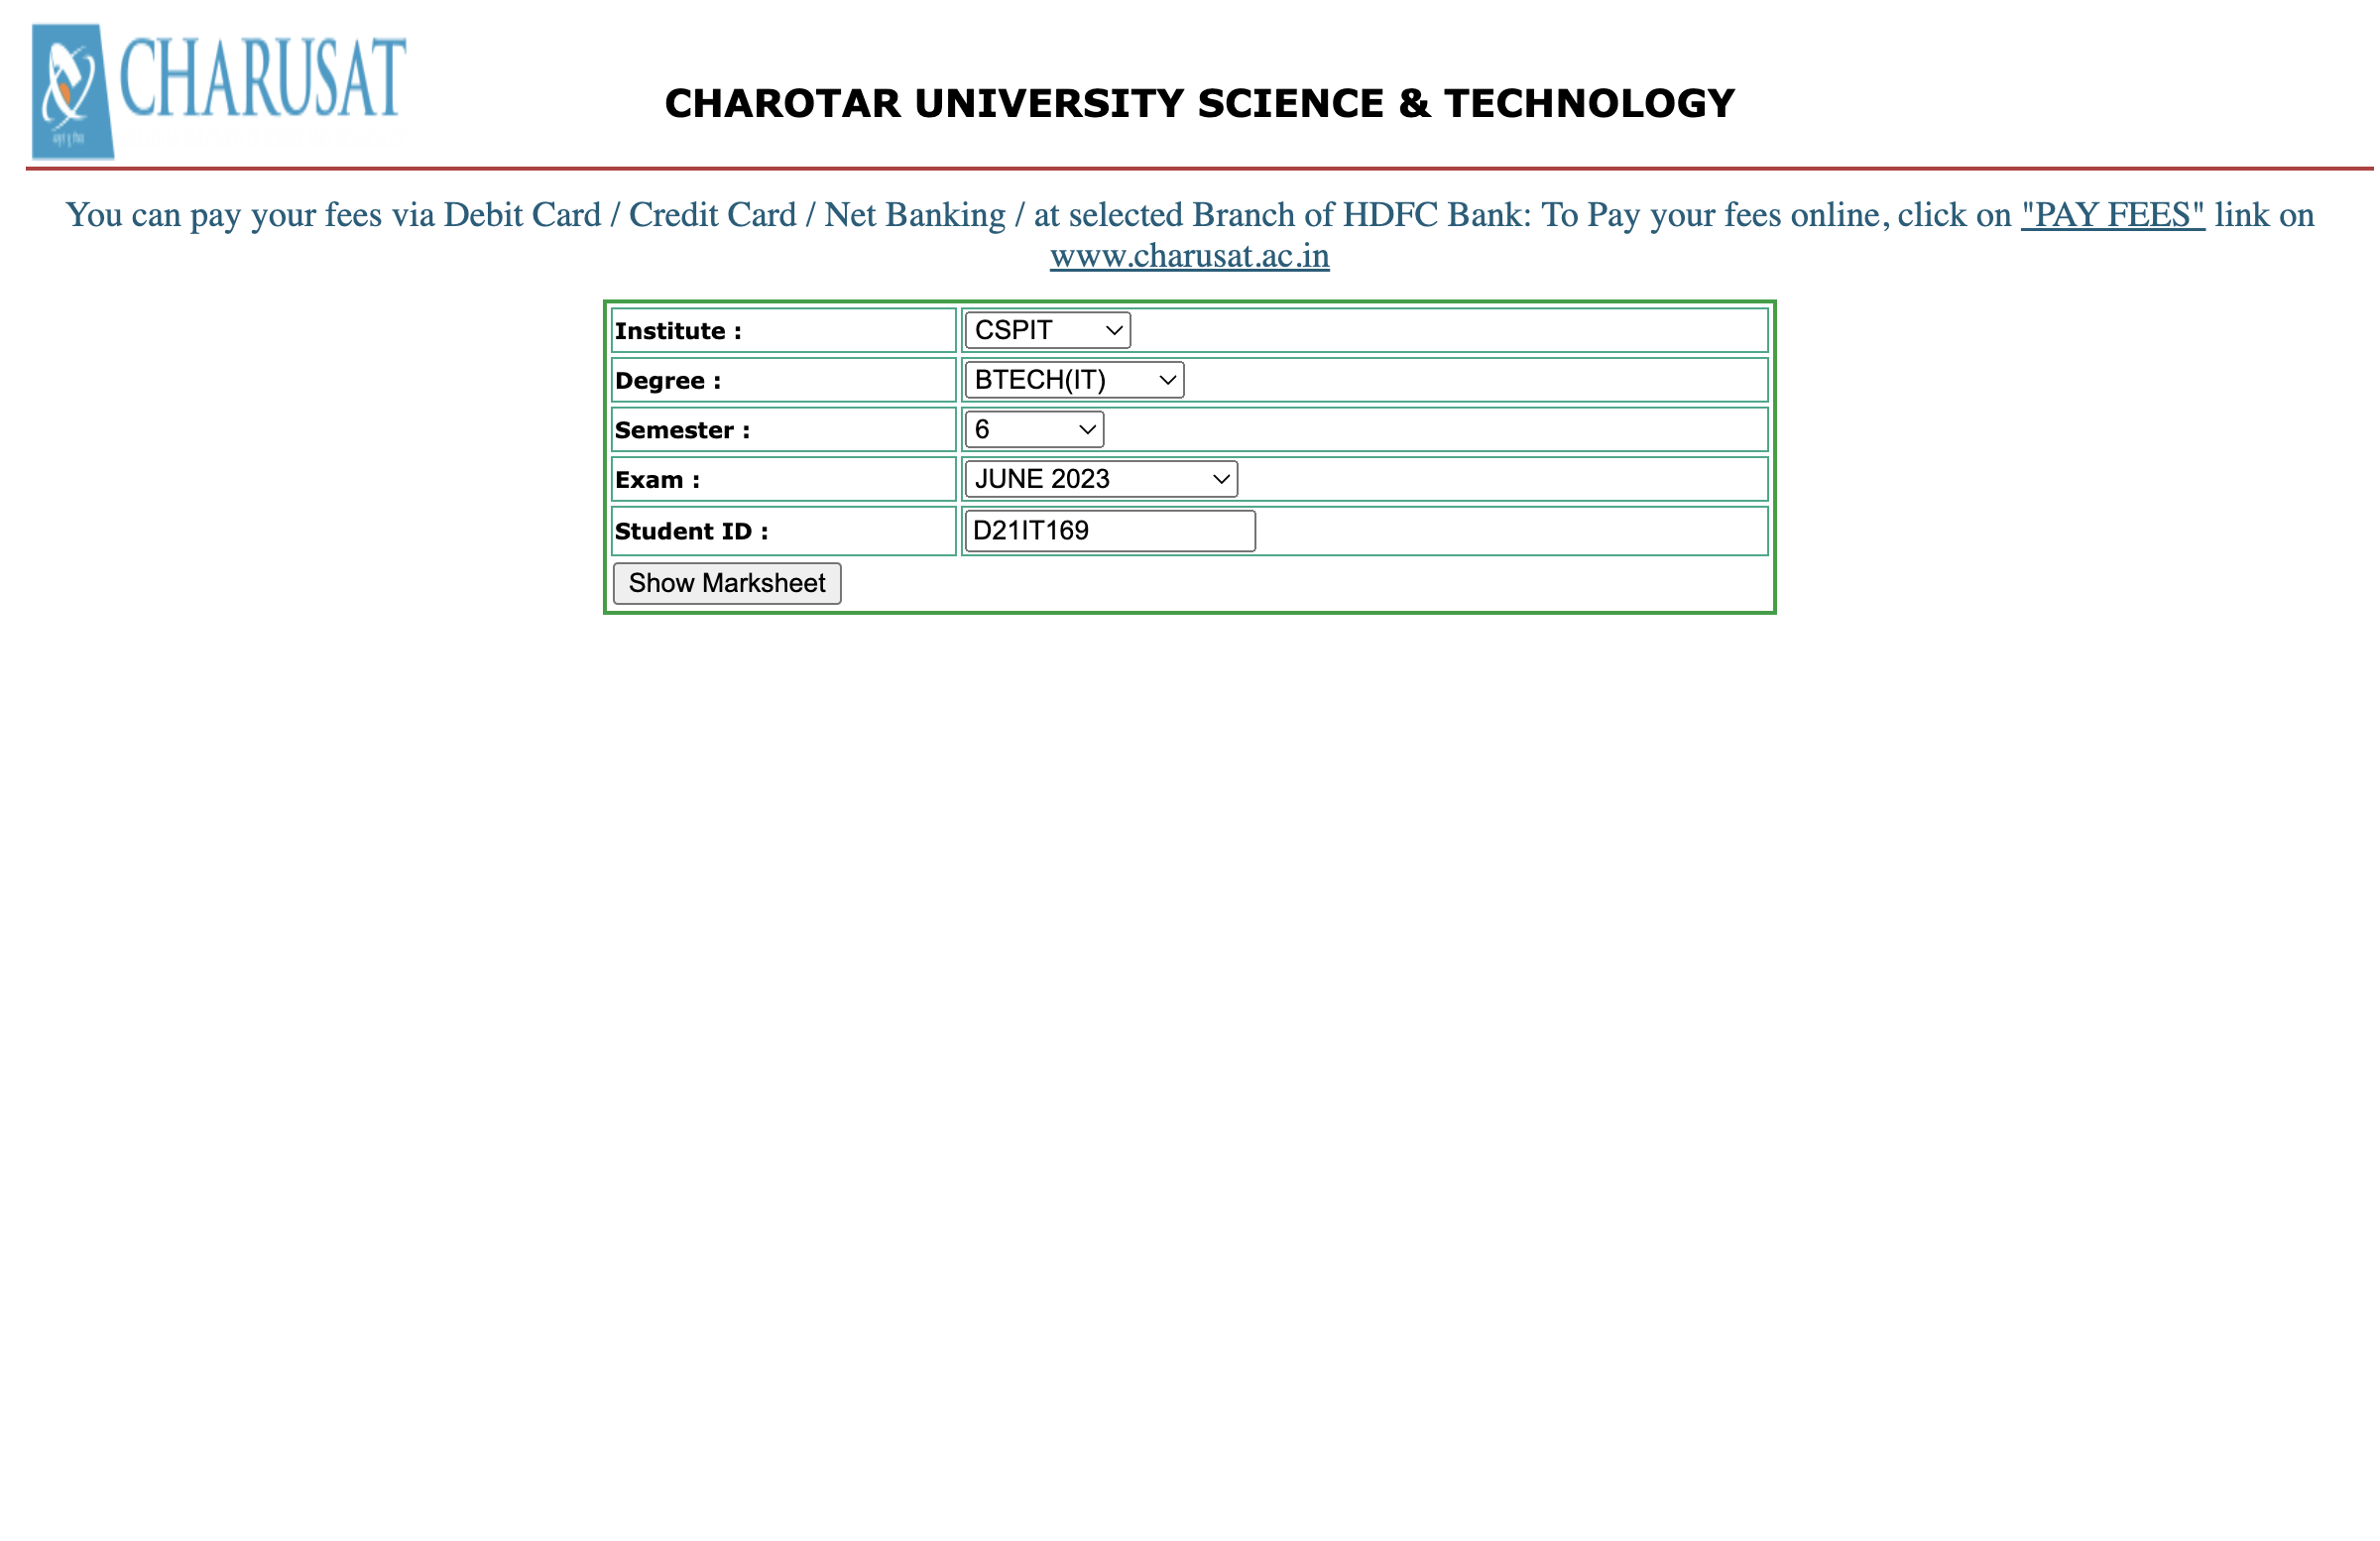 CHARUSAT
CHAROTAR UNIVERSITY SCIENCE & TECHNOLOGY
You can pay your fees via Debit Card / Credit Card / Net Banking / at selected Branch of HDFC Bank: To Pay your fees online, click on "PAY FEES" link on
www.charusat.ac.in
Institute : CSPIT
Degree : BTECH(IT)
Semester : 6
Exam : JUNE 2023
Student ID : D21IT169
Show Marksheet